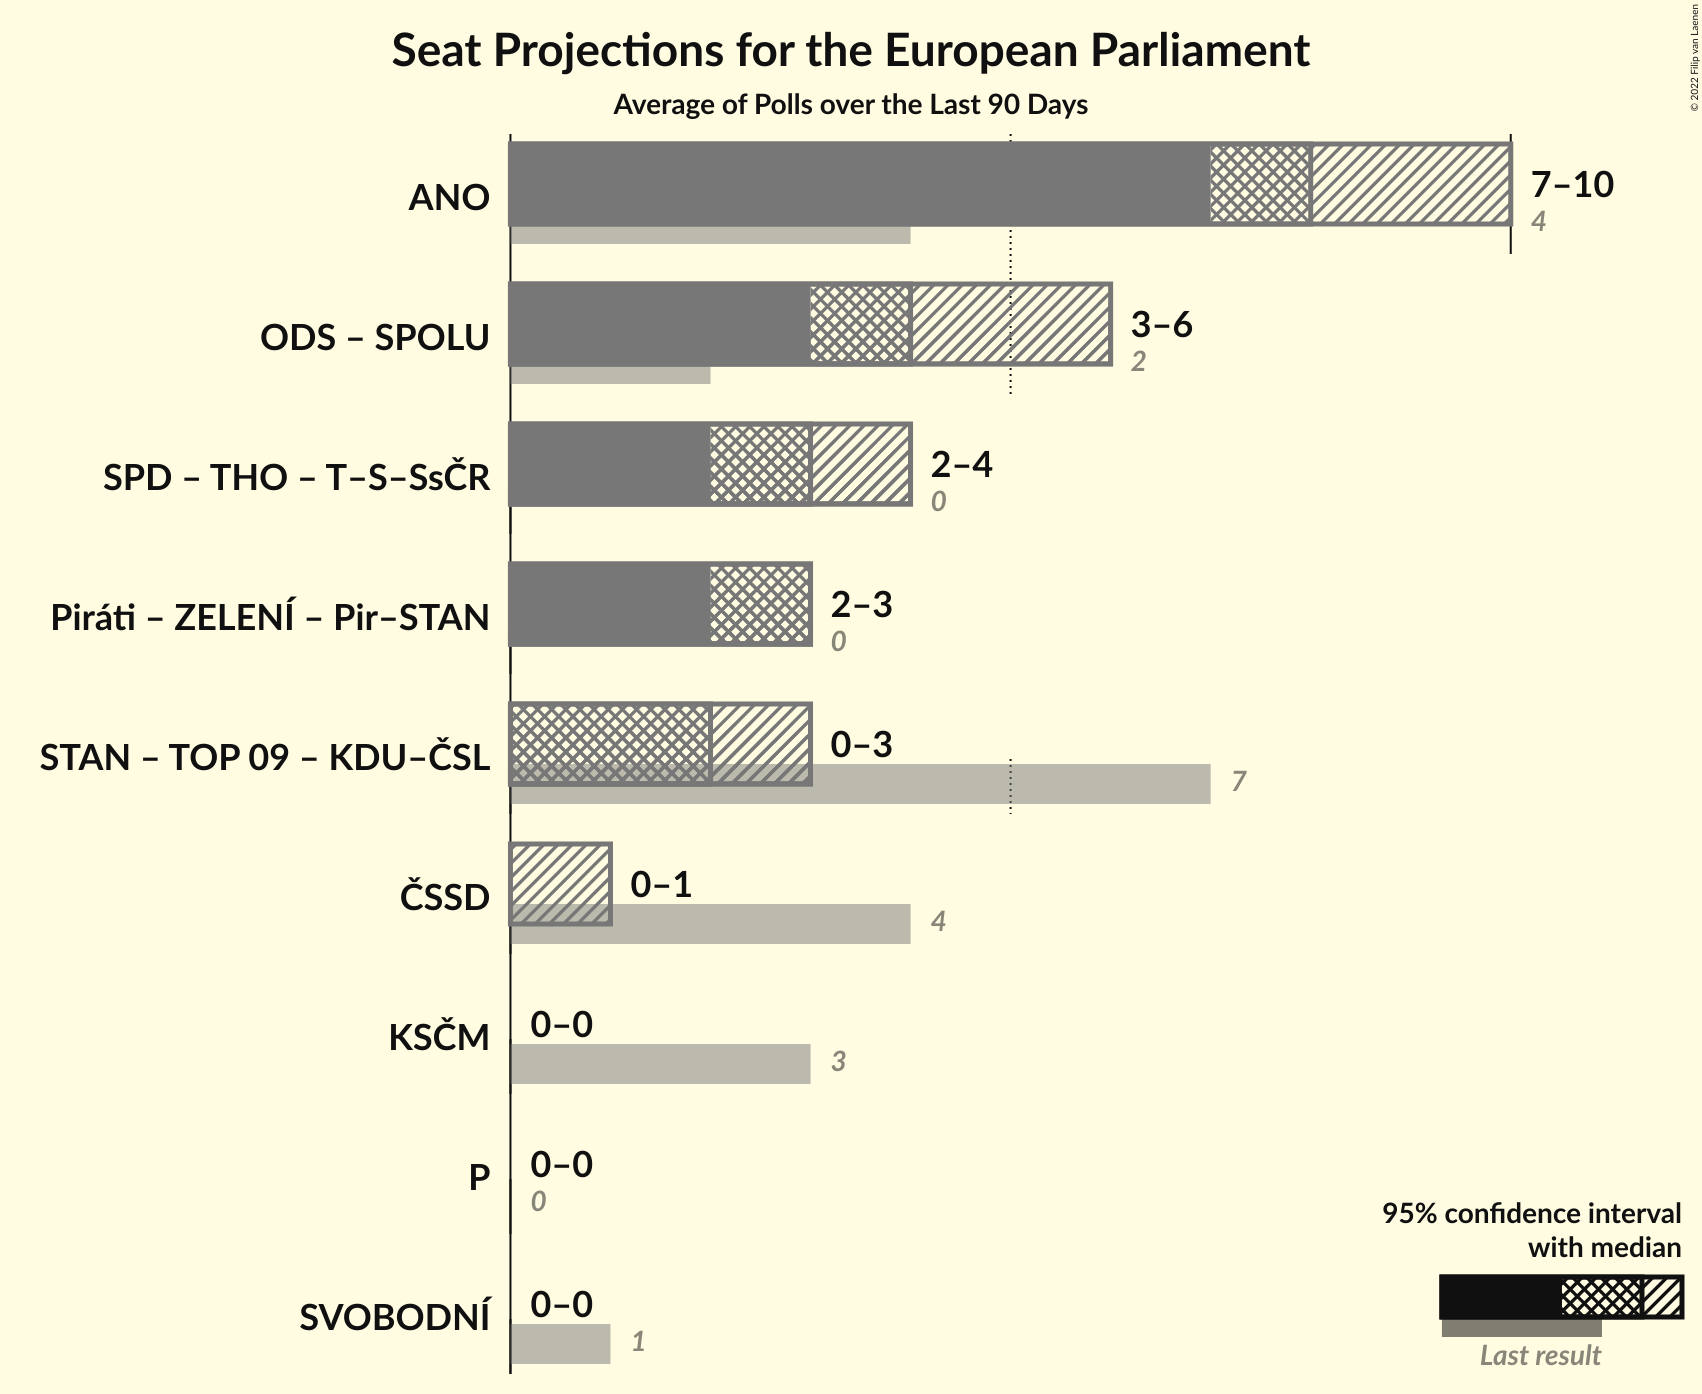 Seat Projections for the European Parliament
Average of Polls over the Last 90 Days
© 2022 Filip van Laenen
ANO
7–10
4
ODS – SPOLU
3–6
2
SPD – THO – T–S–SsČR
2–4
0
Piráti – ZELENÍ – Pir–STAN
2–3
0
STAN – TOP 09 – KDU–ČSL
0–3
7
ČSSD
0–1
4
KSČM
0–0
3
P
0–0
0
SVOBODNÍ
0–0
1
95% confidence interval
with median
Last result